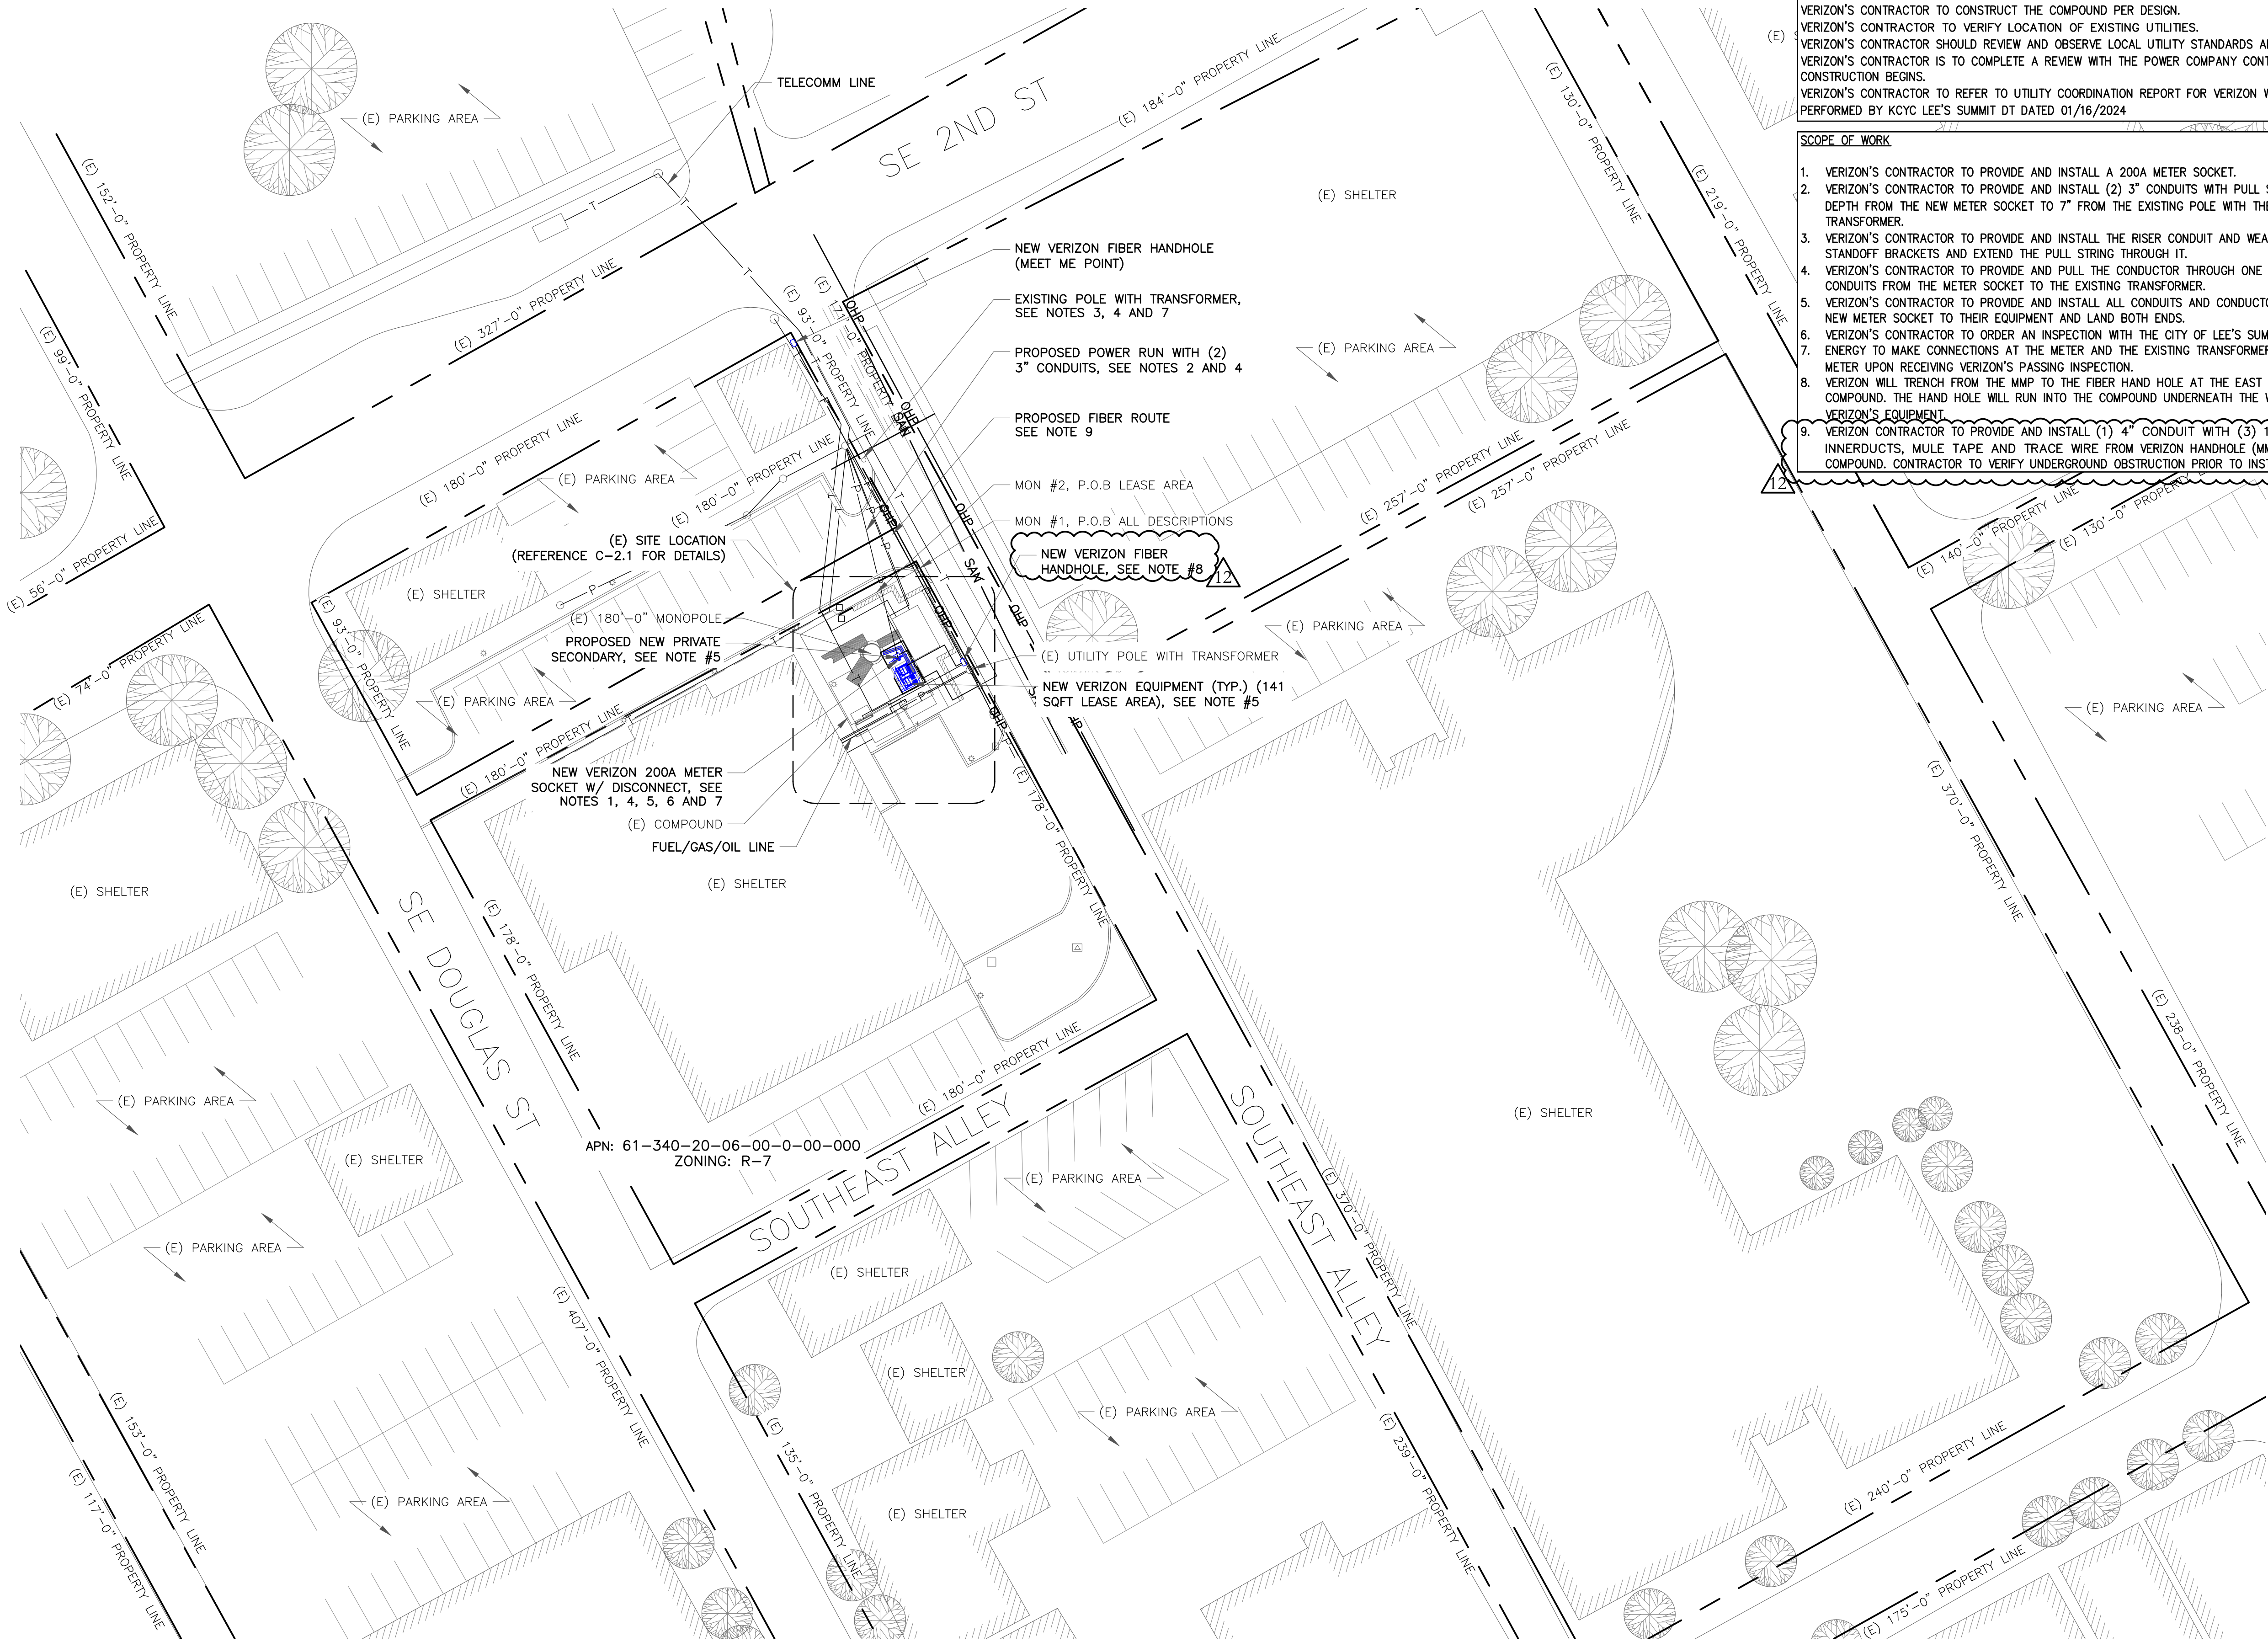 VERIZON'S CONTRACTOR TO CONSTRUCT THE COMPOUND PER DESIGN.
VERIZON'S CONTRACTOR TO VERIFY LOCATION OF EXISTING UTILITIES.
VERIZON'S CONTRACTOR SHOULD REVIEW AND OBSERVE LOCAL UTILITY STANDARDS
VERIZON'S CONTRACTOR IS TO COMPLETE A REVIEW WITH THE POWER COMPANY
CONSTRUCTION BEGINS.
VERIZON'S CONTRACTOR TO REFER TO UTILITY COORDINATION REPORT FOR VERIZON
PERFORMED BY KCYC LEE'S SUMMIT DT DATED 01/16/2024
SCOPE OF WORK
1. VERIZON'S CONTRACTOR TO PROVIDE AND INSTALL A 200A METER SOCKET.
2. VERIZON'S CONTRACTOR TO PROVIDE AND INSTALL (2) 3" CONDUITS WITH PULL
DEPTH FROM THE NEW METER SOCKET TO 7" FROM THE EXISTING POLE WITH THE
TRANSFORMER.
3. VERIZON'S CONTRACTOR TO PROVIDE AND INSTALL THE RISER CONDUIT AND
STANDOFF BRACKETS AND EXTEND THE PULL STRING THROUGH IT.
4. VERIZON'S CONTRACTOR TO PROVIDE AND PULL THE CONDUCTOR THROUGH ONE
CONDUITS FROM THE METER SOCKET TO THE EXISTING TRANSFORMER.
5. VERIZON'S CONTRACTOR TO PROVIDE AND INSTALL ALL CONDUITS AND
NEW METER SOCKET TO THEIR EQUIPMENT AND LAND BOTH ENDS.
6. VERIZON'S CONTRACTOR TO ORDER AN INSPECTION WITH THE CITY OF LEE'S
7. ENERGY TO MAKE CONNECTIONS AT THE METER AND THE EXISTING TRANSFORMER
METER UPON RECEIVING VERIZON'S PASSING INSPECTION.
8. VERIZON WILL TRENCH FROM THE MMP TO THE FIBER HAND HOLE AT THE EAST
COMPOUND. THE HAND HOLE WILL RUN INTO THE COMPOUND UNDERNEATH THE
VERIZON'S EQUIPMENT.
9. VERIZON CONTRACTOR TO PROVIDE AND INSTALL (1) 4" CONDUIT WITH (3) 1
INNERDUCTS, MULE TAPE AND TRACE WIRE FROM VERIZON HANDHOLE
COMPOUND. CONTRACTOR TO VERIFY UNDERGROUND OBSTRUCTION PRIOR TO
12
TELECOMM LINE
SE 2ND ST
(E) 184'-0" PROPERTY LINE
(E) 130'-0" PROPERTY LINE
(E) 219'-0" PROPERTY LINE
(E) PARKING AREA
(E) 152'-0" PROPERTY LINE
(E) SHELTER
(E) 99'-0" PROPERTY LINE
(E) 327'-0" PROPERTY LINE
(E) 93'-0" PROPERTY LINE
(E) 171'-0" PROPERTY LINE
NEW VERIZON FIBER HANDHOLE
(MEET ME POINT)
EXISTING POLE WITH TRANSFORMER,
SEE NOTES 3, 4 AND 7
PROPOSED POWER RUN WITH (2)
3" CONDUITS, SEE NOTES 2 AND 4
PROPOSED FIBER ROUTE
SEE NOTE 9
MON #2, P.O.B LEASE AREA
MON #1, P.O.B ALL DESCRIPTIONS
NEW VERIZON FIBER
HANDHOLE, SEE NOTE #8
12
(E) PARKING AREA
(E) 257'-0" PROPERTY LINE
(E) 257'-0" PROPERTY LINE
(E) 140'-0" PROPERTY LINE
(E) 130'-0" PROPERTY LINE
(E) 180'-0" PROPERTY LINE
(E) PARKING AREA
(E) 180'-0" PROPERTY LINE
(E) SITE LOCATION
(REFERENCE C-2.1 FOR DETAILS)
(E) SHELTER
(E) 56'-0" PROPERTY LINE
(E) 74'-0" PROPERTY LINE
(E) 93'-0" PROPERTY LINE
(E) 180'-0" MONOPOLE
PROPOSED NEW PRIVATE
SECONDARY, SEE NOTE #5
(E) PARKING AREA
(E) 180'-0" PROPERTY LINE
(E) UTILITY POLE WITH TRANSFORMER
NEW VERIZON EQUIPMENT (TYP.) (141
SQFT LEASE AREA), SEE NOTE #5
(E) PARKING AREA
(E) PARKING AREA
NEW VERIZON 200A METER
SOCKET W/ DISCONNECT, SEE
NOTES 1, 4, 5, 6 AND 7
(E) COMPOUND
FUEL/GAS/OIL LINE
OHP
OHP
OHP
OHP
OHP
OHP
OHP
SAN
SAN
T
T
T
P
P
(E) 178'-0" PROPERTY LINE
(E) SHELTER
(E) SHELTER
(E) 370'-0" PROPERTY LINE
SE DOUGLAS ST
(E) 178'-0" PROPERTY LINE
(E) 238'-0" PROPERTY LINE
(E) 180'-0" PROPERTY LINE
(E) PARKING AREA
(E) SHELTER
APN: 61-340-20-06-00-0-00-000
ZONING: R-7
SOUTHEAST ALLEY
SOUTHEAST ALLEY
(E) SHELTER
(E) PARKING AREA
(E) 370'-0" PROPERTY LINE
(E) PARKING AREA
(E) SHELTER
(E) 407'-0" PROPERTY LINE
(E) SHELTER
(E) PARKING AREA
(E) 153'-0" PROPERTY LINE
(E) 117'-0" PROPERTY LINE
(E) PARKING AREA
(E) 135'-0" PROPERTY LINE
(E) SHELTER
(E) 239'-0" PROPERTY LINE
(E) 240'-0" PROPERTY LINE
(E) 175'-0" PROPERTY LINE